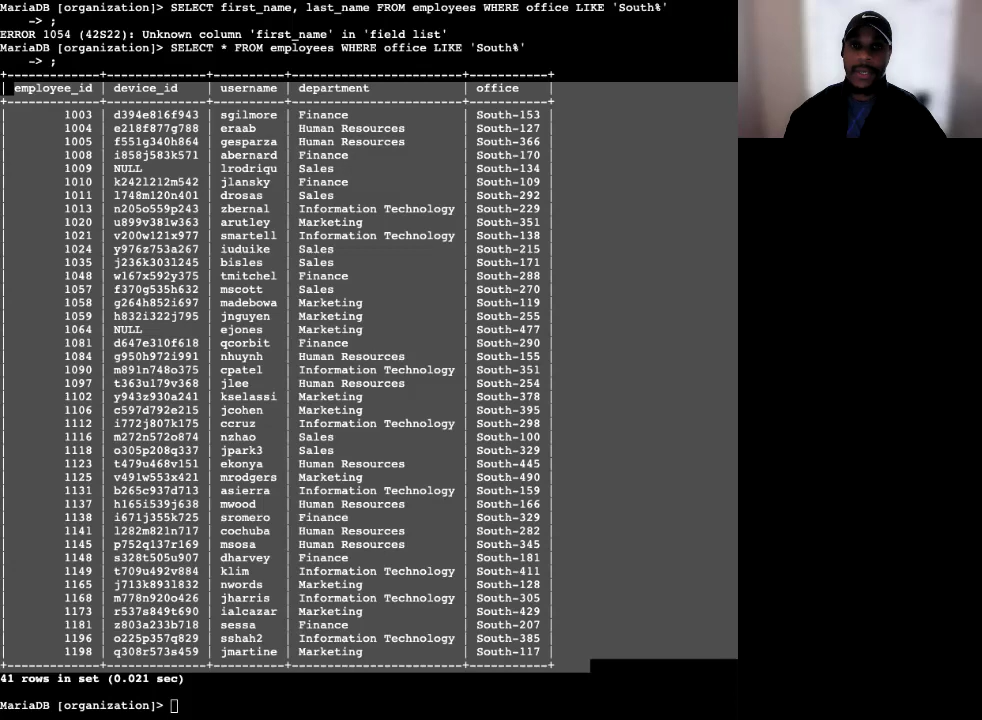 MariaDB [organization]> SELECT first_name, last_name FROM employees WHERE office LIKE 'South%'
    -> ;
ERROR 1054 (42S22): Unknown column 'first_name' in 'field list'
MariaDB [organization]> SELECT * FROM employees WHERE office LIKE 'South%'
    -> ;
+-------------+--------------+----------+------------------------+-----------+
| employee_id | device_id    | username | department             | office    |
+-------------+--------------+----------+------------------------+-----------+
|        1003 | d394e816f943 | sgilmore | Finance                | South-153 |
|        1004 | e218f877g788 | eraab    | Human Resources        | South-127 |
|        1005 | f551g340h864 | gesparza | Human Resources        | South-366 |
|        1008 | i858j583k571 | abernard | Finance                | South-170 |
|        1009 | NULL         | lrodriqu | Sales                  | South-134 |
|        1010 | k2421212m542 | jlansky  | Finance                | South-109 |
|        1011 | l748m120n401 | drosas   | Sales                  | South-292 |
|        1013 | n205o559p243 | zbernal  | Information Technology | South-229 |
|        1020 | u899v381w363 | arutley  | Marketing              | South-351 |
|        1021 | v200w121x977 | smartell | Information Technology | South-138 |
|        1024 | y976z753a267 | iuduike  | Sales                  | South-215 |
|        1035 | j236k3031245 | bisles   | Sales                  | South-171 |
|        1048 | w167x592y375 | tmitchel | Finance                | South-288 |
|        1057 | f370g535h632 | mscott   | Sales                  | South-270 |
|        1058 | g264h852i697 | madebowa | Marketing              | South-119 |
|        1059 | h832i322j795 | jnguyen  | Marketing              | South-255 |
|        1064 | NULL         | ejones   | Marketing              | South-477 |
|        1081 | d647e310f618 | qcorbit  | Finance                | South-290 |
|        1084 | g950h972i991 | nhuynh   | Human Resources        | South-155 |
|        1090 | m891n748o375 | cpatel   | Information Technology | South-351 |
|        1097 | t363u179v368 | jlee     | Human Resources        | South-254 |
|        1102 | y943z930a241 | kselassi | Marketing              | South-378 |
|        1106 | c597d792e215 | jcohen   | Marketing              | South-395 |
|        1112 | i772j807k175 | ccruz    | Information Technology | South-298 |
|        1116 | m272n572o874 | nzhao    | Sales                  | South-100 |
|        1118 | o305p208q337 | jpark3   | Sales                  | South-329 |
|        1123 | t479u468v151 | ekonya   | Human Resources        | South-445 |
|        1125 | v491w553x421 | mrodgers | Marketing              | South-490 |
|        1131 | b265c937d713 | asierra  | Information Technology | South-159 |
|        1137 | h165i539j638 | mwood    | Human Resources        | South-166 |
|        1138 | i671j355k725 | sromero  | Finance                | South-329 |
|        1141 | l282m821n717 | cochuba  | Human Resources        | South-282 |
|        1145 | p752q137r169 | msosa    | Human Resources        | South-345 |
|        1148 | s328t505u907 | dharvey  | Finance                | South-181 |
|        1149 | t709u492v884 | klim     | Information Technology | South-411 |
|        1165 | j713k8931832 | nwords   | Marketing              | South-128 |
|        1168 | m778n920o426 | jharris  | Information Technology | South-305 |
|        1173 | r537s849t690 | ialcazar | Marketing              | South-429 |
|        1181 | z803a233b718 | sessa    | Finance                | South-207 |
|        1196 | o225p357q829 | sshah2   | Information Technology | South-385 |
|        1198 | q308r573s459 | jmartine | Marketing              | South-117 |
+-------------+--------------+----------+------------------------+-----------+
41 rows in set (0.021 sec)
MariaDB [organization]>